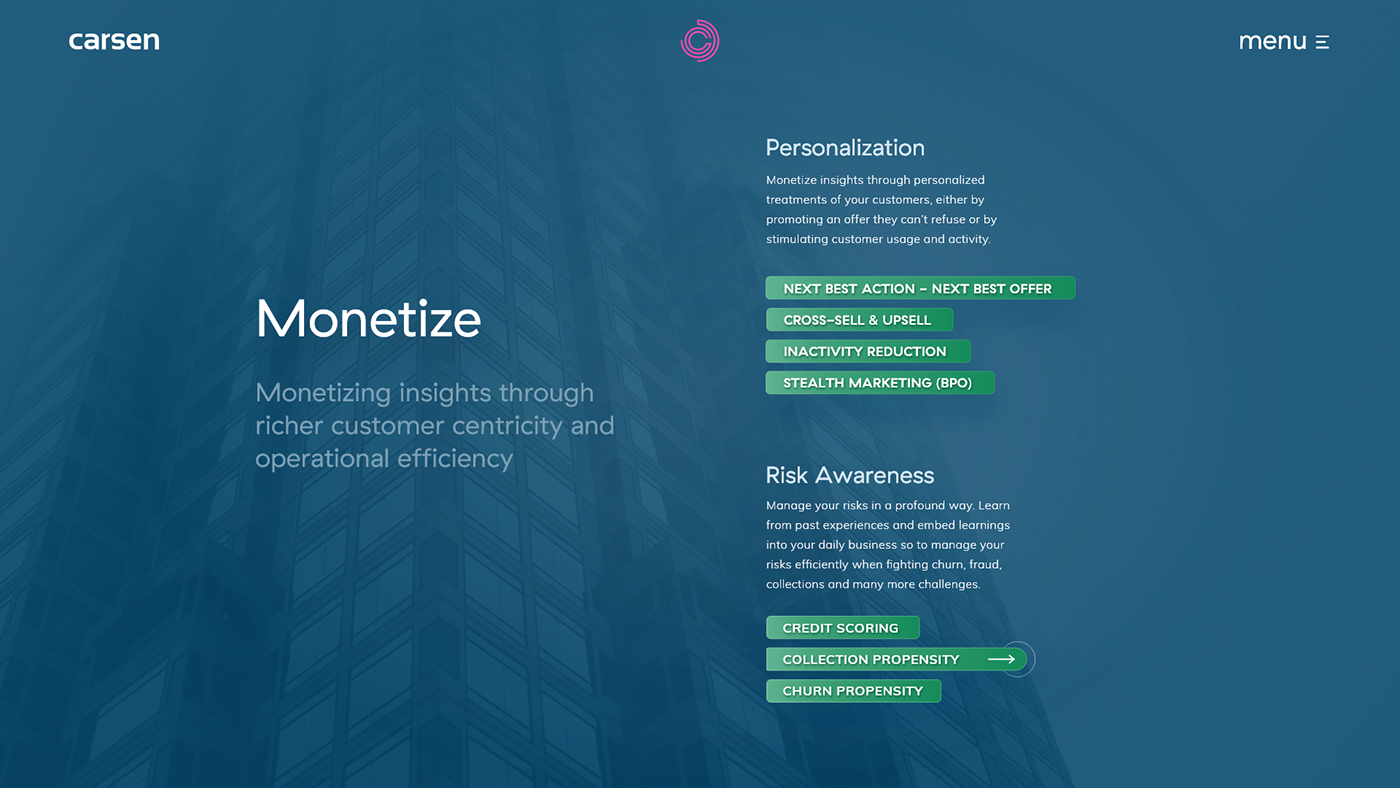 carsen
menu
Monetize
Monetizing insights through
richer customer centricity and
operational efficiency
Personalization
Monetize insights through personalized
treatments of your customers, either by
promoting an offer they can't refuse or by
stimulating customer usage and activity.
NEXT BEST ACTION – NEXT BEST OFFER
CROSS–SELL & UPSELL
INACTIVITY REDUCTION
STEALTH MARKETING (BPO)
Risk Awareness
Manage your risks in a profound way. Learn
from past experiences and embed learnings
into your daily business so to manage your
risks efficiently when fighting churn, fraud,
collections and many more challenges.
CREDIT SCORING
COLLECTION PROPENSITY
CHURN PROPENSITY